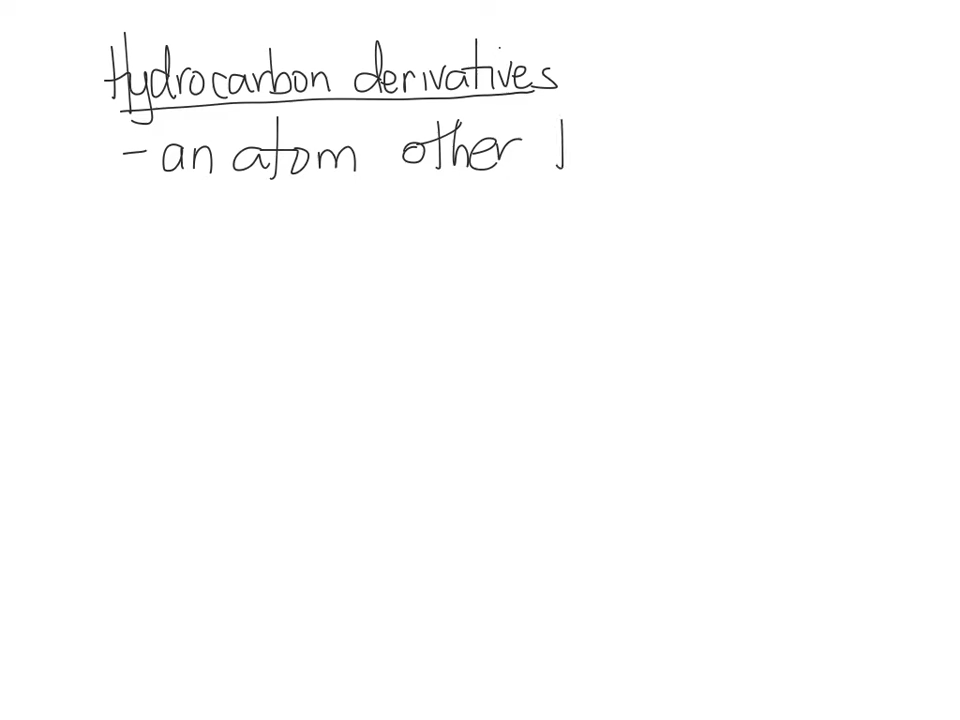 Hydrocarbon derivatives
- an atom other